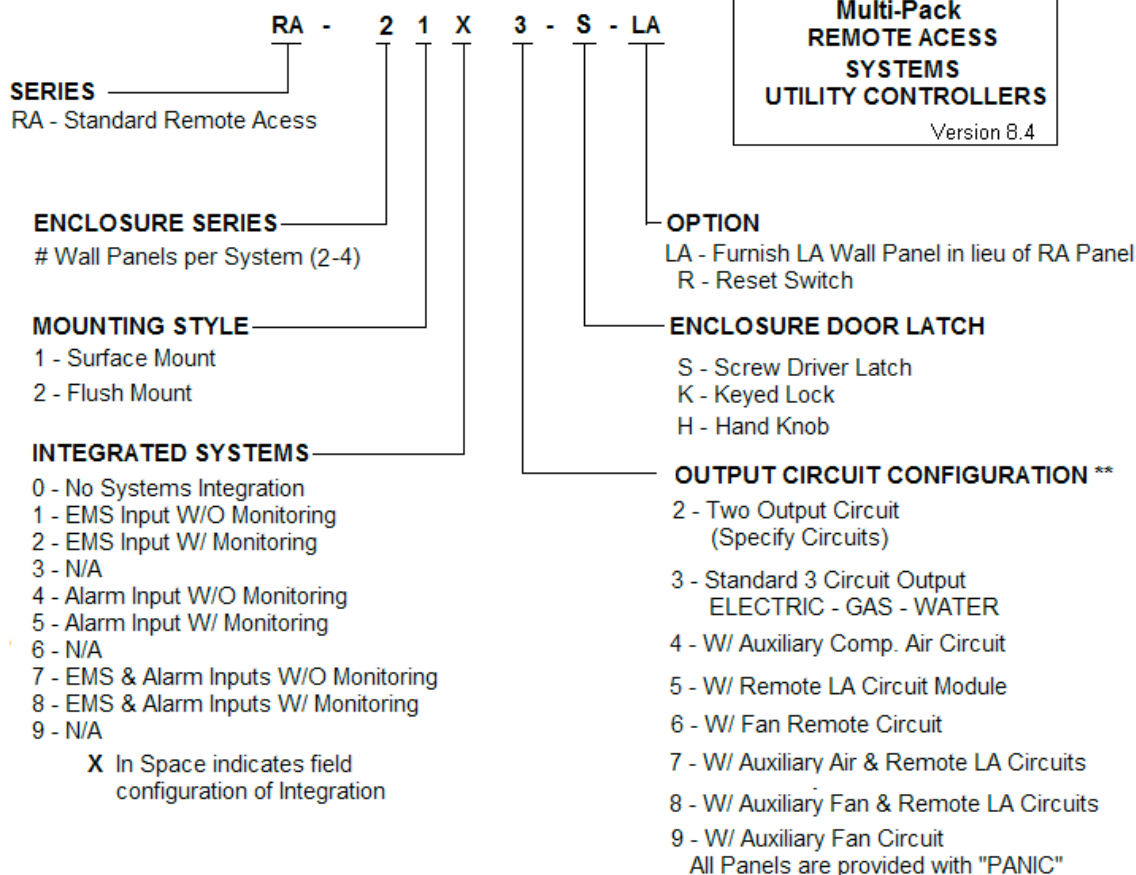 RA - 2 1 X 3 - S - LA
Multi-Pack
REMOTE ACESS
SYSTEMS
UTILITY CONTROLLERS
Version 8.4
SERIES
RA - Standard Remote Acess
ENCLOSURE SERIES
# Wall Panels per System (2-4)
MOUNTING STYLE
1 - Surface Mount
2 - Flush Mount
INTEGRATED SYSTEMS
0 - No Systems Integration
1 - EMS Input W/O Monitoring
2 - EMS Input W/ Monitoring
3 - N/A
4 - Alarm Input W/O Monitoring
5 - Alarm Input W/ Monitoring
6 - N/A
7 - EMS & Alarm Inputs W/O Monitoring
8 - EMS & Alarm Inputs W/ Monitoring
9 - N/A
X In Space indicates field
configuration of Integration
OPTION
LA - Furnish LA Wall Panel in lieu of RA Panel
R - Reset Switch
ENCLOSURE DOOR LATCH
S - Screw Driver Latch
K - Keyed Lock
H - Hand Knob
OUTPUT CIRCUIT CONFIGURATION **
2 - Two Output Circuit
(Specify Circuits)
3 - Standard 3 Circuit Output
ELECTRIC - GAS - WATER
4 - W/ Auxiliary Comp. Air Circuit
5 - W/ Remote LA Circuit Module
6 - W/ Fan Remote Circuit
7 - W/ Auxiliary Air & Remote LA Circuits
8 - W/ Auxiliary Fan & Remote LA Circuits
9 - W/ Auxiliary Fan Circuit
All Panels are provided with "PANIC"